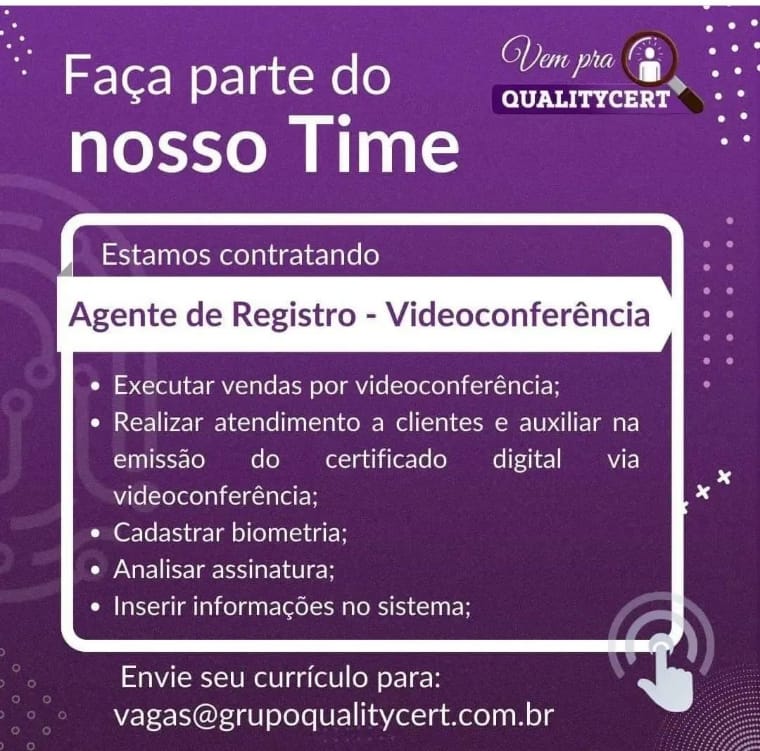 Faça parte do
nosso Time
Vem pra
QUALITYCERT
Estamos contratando
Agente de Registro - Videoconferência
• Executar vendas por videoconferência;
• Realizar atendimento a clientes e auxiliar na
emissão do certificado digital via
videoconferência;
• Cadastrar biometria;
• Analisar assinatura;
• Inserir informações no sistema;
Envie seu currículo para:
vagas@grupoqualitycert.com.br